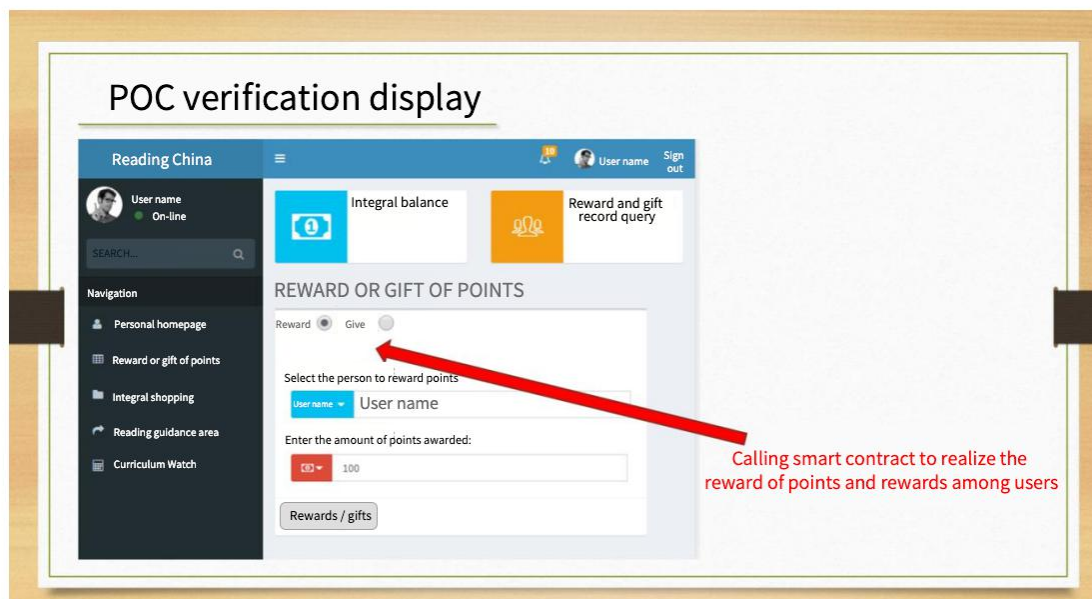 POC verification display
Reading China
10
User name
Sign
out
User name
On-line
SEARCH...
Navigation
Personal homepage
Reward or gift of points
Integral shopping
Reading guidance area
Curriculum Watch
1
Integral balance
Reward and gift
record query
REWARD OR GIFT OF POINTS
Reward
Give
Select the person to reward points
User name
User name
Enter the amount of points awarded:
100
Rewards / gifts
Calling smart contract to realize the
reward of points and rewards among users